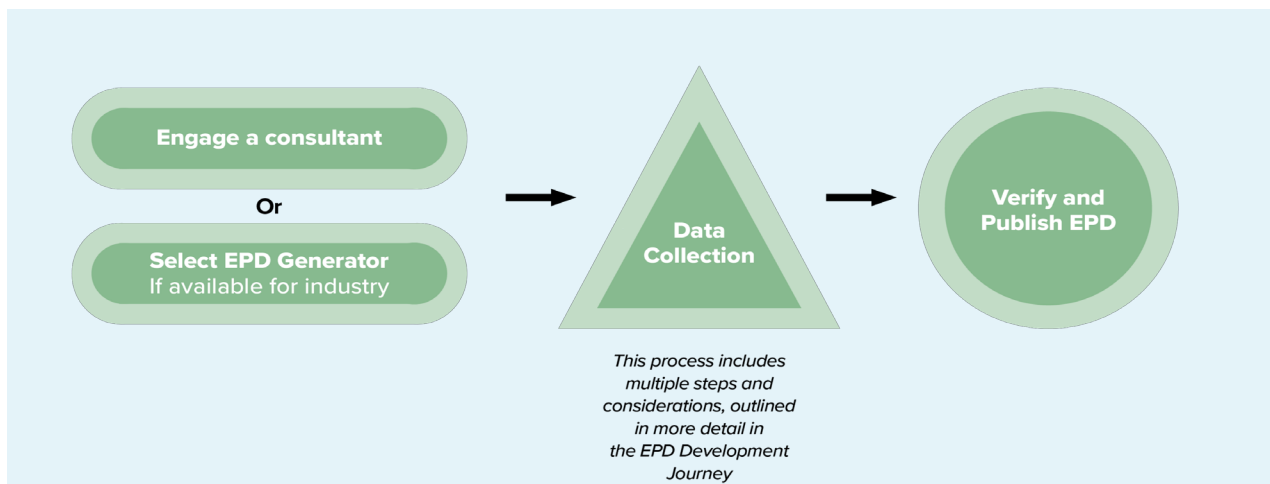 Engage a consultant
Or
Select EPD Generator
If available for industry
Data
Collection
This process includes
multiple steps and
considerations, outlined
in more detail in
the EPD Development
Journey
Verify and
Publish EPD